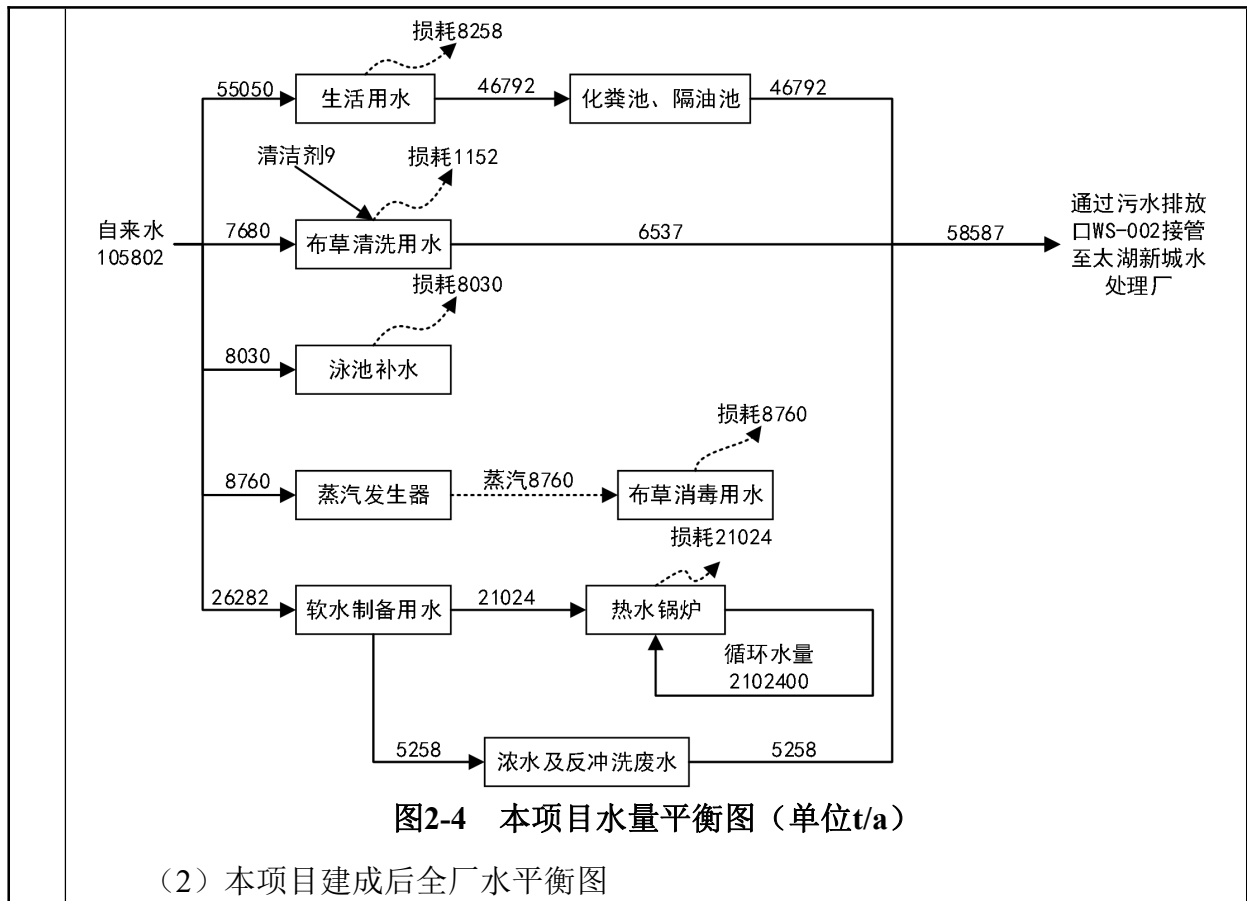 损耗8258
55050
生活用水
46792
化粪池、隔油池
46792
清洁剂9
损耗1152
自来水
105802
7680
布草清洗用水
6537
58587
通过污水排放
口WS-002接管
至太湖新城水
处理厂
损耗8030
8030
泳池补水
损耗8760
8760
蒸汽发生器
蒸汽8760
布草消毒用水
损耗21024
26282
软水制备用水
21024
热水锅炉
循环水量
2102400
5258
浓水及反冲洗废水
5258
图2-4 本项目水量平衡图（单位t/a）
（2）本项目建成后全厂水平衡图